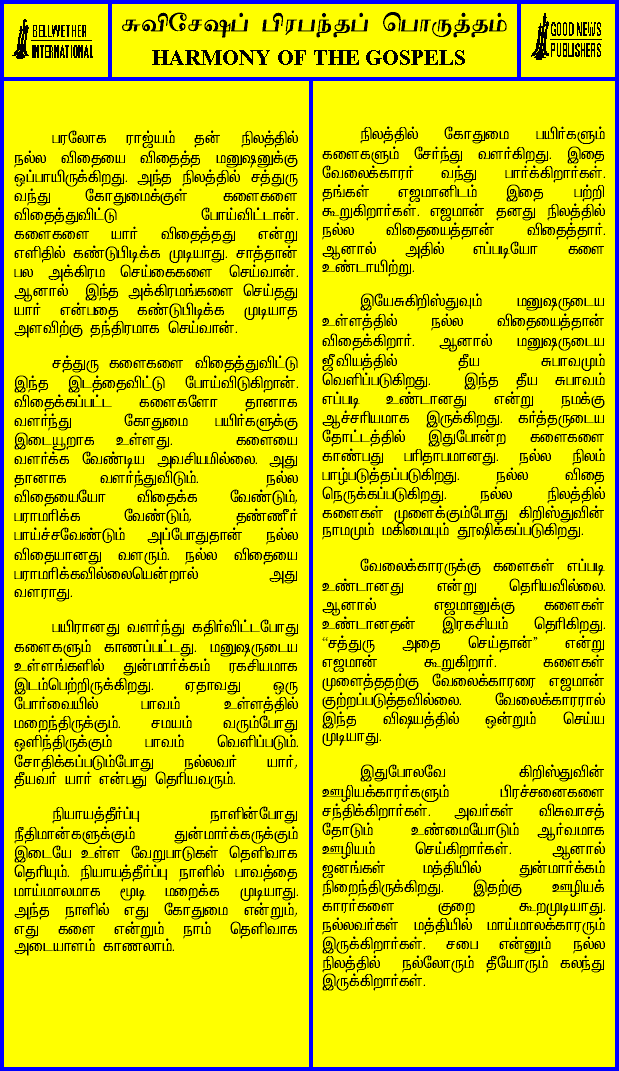 BELLWETHER
INTERNATIONAL
சுவிசேஷப் பிரபந்தப் பொருத்தம்
HARMONY OF THE GOSPELS
GOOD NEWS
PUBLISHERS
பரலோக ராஜ்யம் தன் நிலத்தில்
நல்ல விதையை விதைத்த மனுஷனுக்கு
ஒப்பாயிருக்கிறது. அந்த நிலத்தில் சத்துரு
வந்து கோதுமைக்குள் களைகளை
விதைத்துவிட்டு போய்விட்டான்.
களைகளை யார் விதைத்தது என்று
எளிதில் கண்டுபிடிக்க முடியாது. சாத்தான்
பல அக்கிரம செய்கைகளை செய்வான்.
ஆனால் இந்த அக்கிரமங்களை செய்தது
யார் என்பதை கண்டுபிடிக்க முடியாத
அளவிற்கு தந்திரமாக செய்வான்.
சத்துரு களைகளை விதைத்துவிட்டு
இந்த இடத்தைவிட்டு போய்விடுகிறான்.
விதைக்கப்பட்ட களைகளோ தானாக
வளர்ந்து கோதுமை பயிர்களுக்கு
இடையூறாக உள்ளது. களையை
வளர்க்க வேண்டிய அவசியமில்லை. அது
தானாக வளர்ந்துவிடும். நல்ல
விதையையோ விதைக்க வேண்டும்,
பராமரிக்க வேண்டும், தண்ணீர்
பாய்ச்சவேண்டும் அப்போதுதான் நல்ல
விதையானது வளரும். நல்ல விதையை
பராமரிக்கவில்லையென்றால் அது
வளராது.
பயிரானது வளர்ந்து கதிர்விட்டபோது
களைகளும் காணப்பட்டது. மனுஷருடைய
உள்ளங்களில் துன்மார்க்கம் ரகசியமாக
இடம்பெற்றிருக்கிறது. ஏதாவது ஒரு
போர்வையில் பாவம் உள்ளத்தில்
மறைந்திருக்கும். சமயம் வரும்போது
ஒளிந்திருக்கும் பாவம் வெளிப்படும்.
சோதிக்கப்படும்போது நல்லவர் யார்,
தீயவர் யார் என்பது தெரியவரும்.
நியாயத்தீர்ப்பு நாளின்போது
நீதிமான்களுக்கும் துன்மார்க்கருக்கும்
இடையே உள்ள வேறுபாடுகள் தெளிவாக
தெரியும். நியாயத்தீர்ப்பு நாளில் பாவத்தை
மாய்மாலமாக மூடி மறைக்க முடியாது.
அந்த நாளில் எது கோதுமை என்றும்,
எது களை என்றும் நாம் தெளிவாக
அடையாளம் காணலாம்.
நிலத்தில் கோதுமை பயிர்களும்
களைகளும் சேர்ந்து வளர்கிறது. இதை
வேலைக்காரர் வந்து பார்க்கிறார்கள்.
தங்கள் எஜமானிடம் இதை பற்றி
கூறுகிறார்கள். எஜமான் தனது நிலத்தில்
நல்ல விதையைத்தான் விதைத்தார்.
ஆனால் அதில் எப்படியோ களை
உண்டாயிற்று.
இயேசுகிறிஸ்துவும் மனுஷருடைய
உள்ளத்தில் நல்ல விதையைத்தான்
விதைக்கிறார். ஆனால் மனுஷருடைய
ஜீவியத்தில் தீய சுபாவமும்
வெளிப்படுகிறது. இந்த தீய சுபாவம்
எப்படி உண்டானது என்று நமக்கு
ஆச்சரியமாக இருக்கிறது. கர்த்தருடைய
தோட்டத்தில் இதுபோன்ற களைகளை
காண்பது பரிதாபமானது. நல்ல நிலம்
பாழ்படுத்தப்படுகிறது. நல்ல விதை
நெருக்கப்படுகிறது. நல்ல நிலத்தில்
களைகள் முளைக்கும்போது கிறிஸ்துவின்
நாமமும் மகிமையும் தூஷிக்கப்படுகிறது.
வேலைக்காரருக்கு களைகள் எப்படி
உண்டானது என்று தெரியவில்லை.
ஆனால் எஜமானுக்கு களைகள்
உண்டானதன் இரகசியம் தெரிகிறது.
“சத்துரு அதை செய்தான்” என்று
எஜமான் கூறுகிறார். களைகள்
முளைத்ததற்கு வேலைக்காரரை எஜமான்
குற்றப்படுத்தவில்லை. வேலைக்காரரால்
இந்த விஷயத்தில் ஒன்றும் செய்ய
முடியாது.
இதுபோலவே கிறிஸ்துவின்
ஊழியக்காரர்களும் பிரச்சனைகளை
சந்திக்கிறார்கள். அவர்கள் விசுவாசத்
தோடும் உண்மையோடும் ஆர்வமாக
ஊழியம் செய்கிறார்கள். ஆனால்
ஜனங்கள் மத்தியில் துன்மார்க்கம்
நிறைந்திருக்கிறது. இதற்கு ஊழியக்
காரர்களை குறை கூறமுடியாது.
நல்லவர்கள் மத்தியில் மாய்மாலக்காரரும்
இருக்கிறார்கள். சபை என்னும் நல்ல
நிலத்தில் நல்லோரும் தீயோரும் கலந்து
இருக்கிறார்கள்.